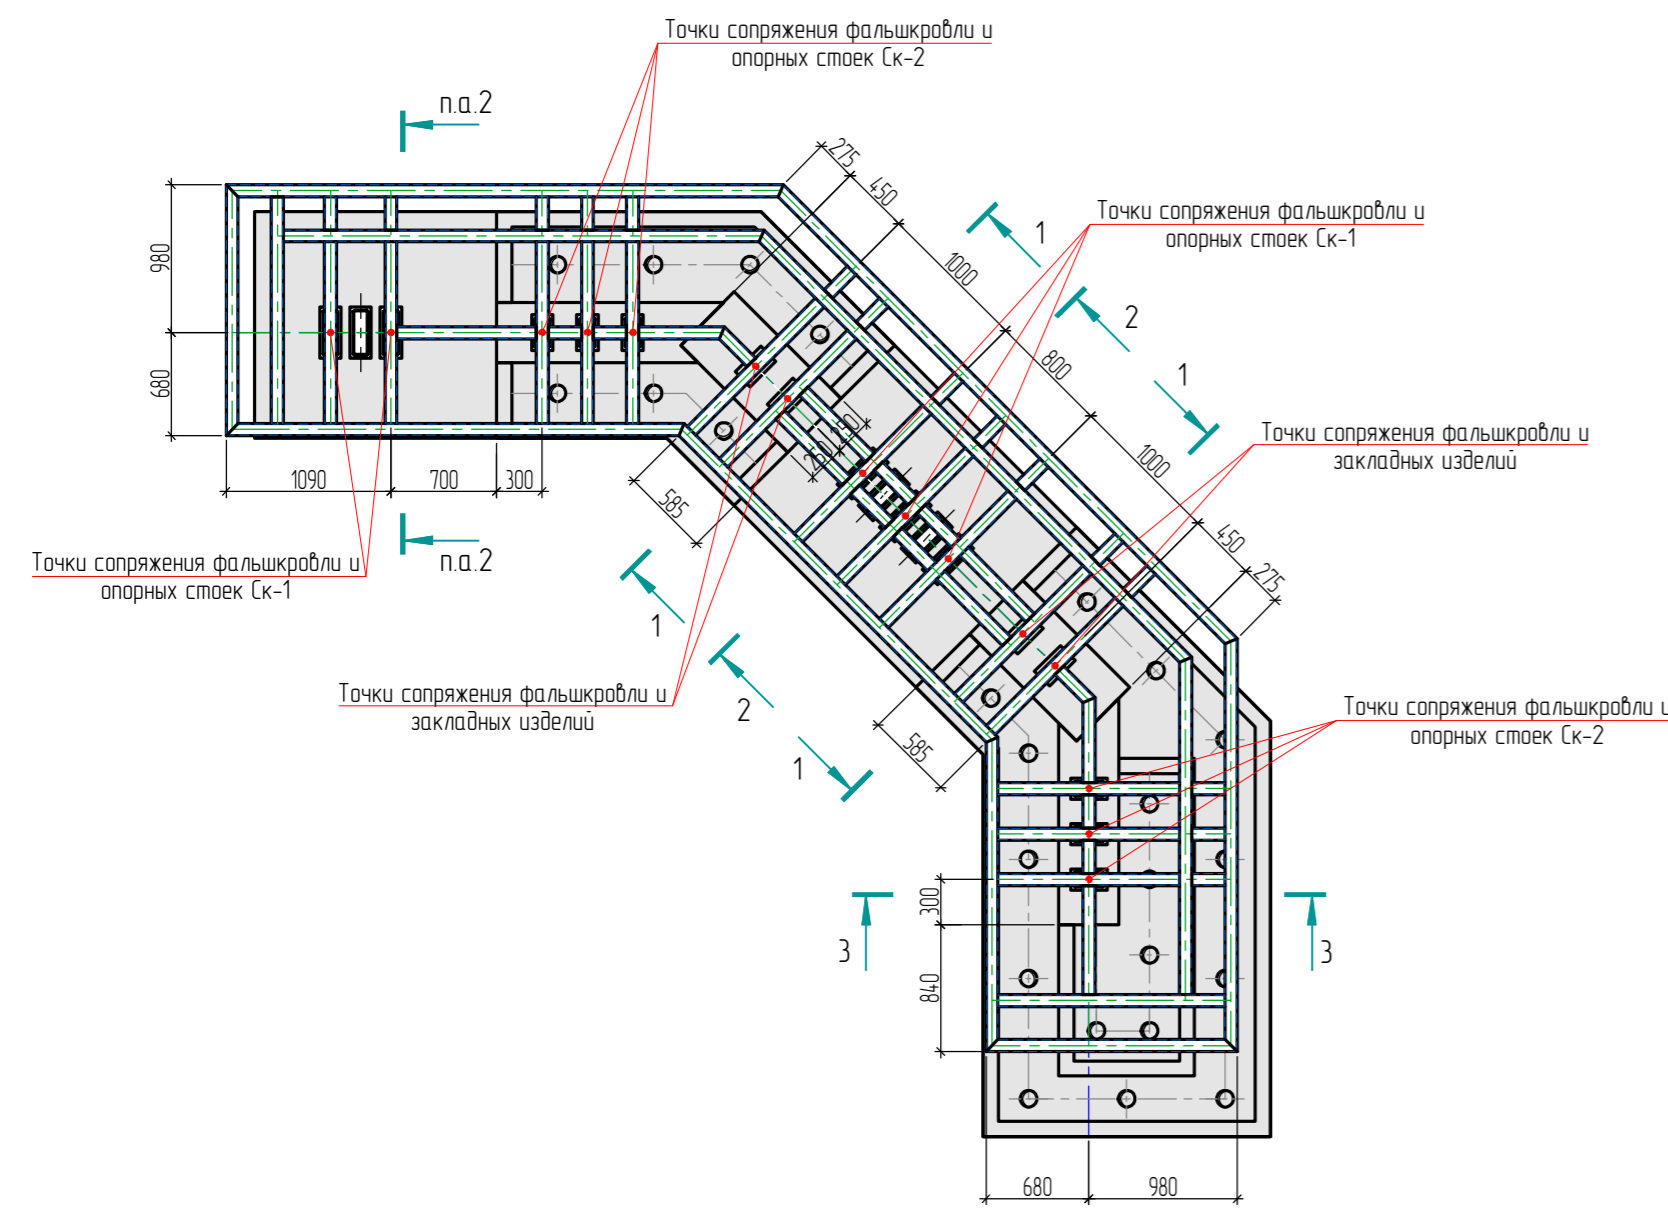 Точки сопряжения фальшкровли и
опорных стоек Ск-2
п.а.2
275
450
1000
1
Точки сопряжения фальшкровли и
опорных стоек Ск-1
2
800
1
980
680
Точки сопряжения фальшкровли и
закладных изделий
1000
250
250
1090
700
300
585
450
275
п.а.2
Точки сопряжения фальшкровли и
опорных стоек Ск-1
1
Точки сопряжения фальшкровли и
закладных изделий
2
585
1
Точки сопряжения фальшкровли и
опорных стоек Ск-2
300
3
3
840
680
980